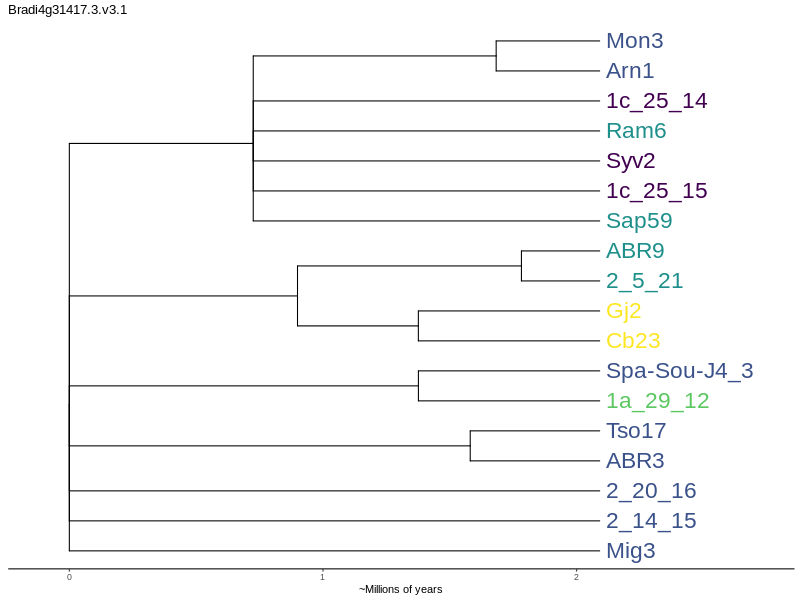 Bradi4g31417.3.v3.1
Mon3
Arn1
1c_25_14
Ram6
Syv2
1c_25_15
Sap59
ABR9
2_5_21
Gj2
Cb23
Spa-Sou-J4_3
1a_29_12
Tso17
ABR3
2_20_16
2_14_15
Mig3
0 1 2
~Millions of years